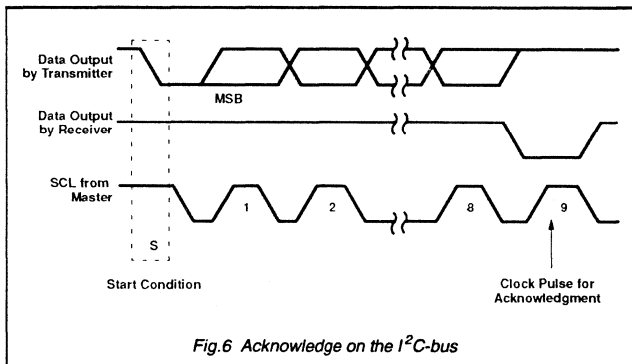 Data Output
by Transmitter
MSB
Data Output
by Receiver
SCL from
Master
1 2 8 9
S
Start Condition
Clock Pulse for
Acknowledgment
Fig.6 Acknowledge on the I²C-bus